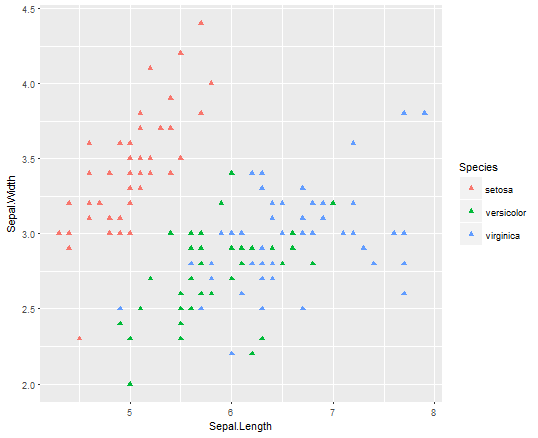 4.5
4.0
3.5
3.0
2.5
2.0
Sepal.Width
5 6 7 8
Sepal.Length
Species
setosa
versicolor
virginica